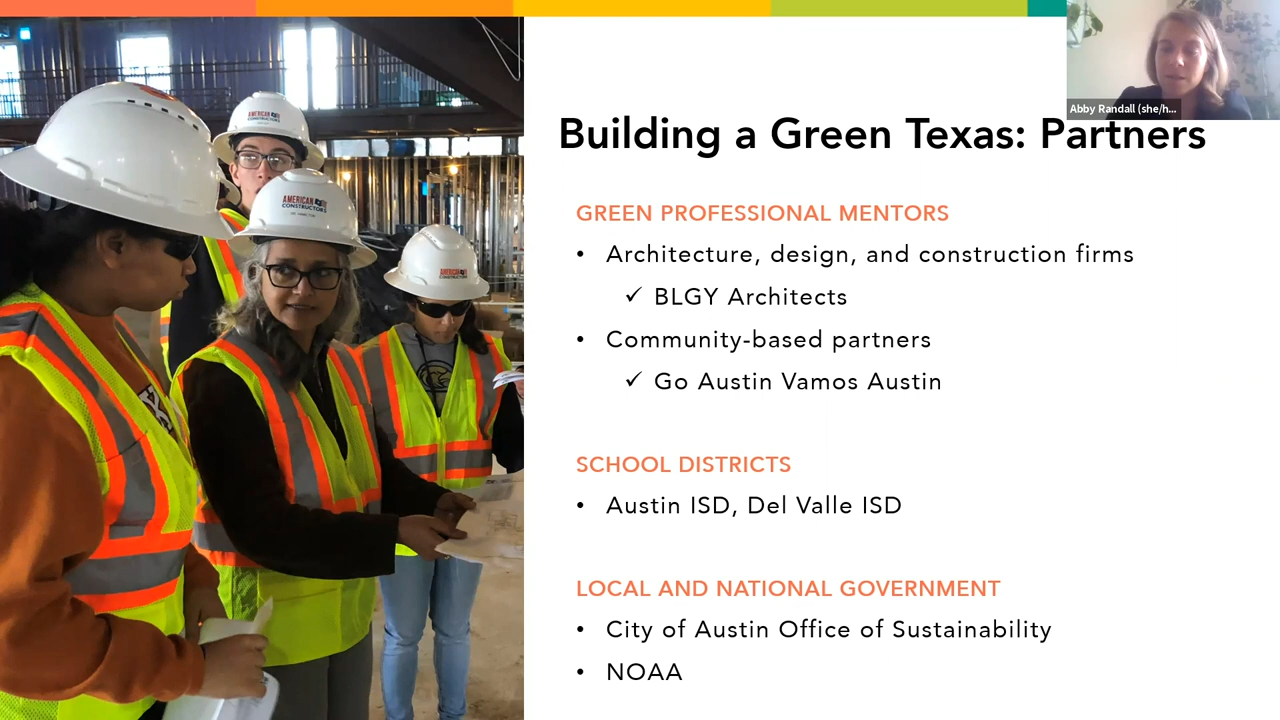 Abby Randall (she/h...
Building a Green Texas: Partners
GREEN PROFESSIONAL MENTORS
• Architecture, design, and construction firms
✓ BLGY Architects
• Community-based partners
✓ Go Austin Vamos Austin
SCHOOL DISTRICTS
• Austin ISD, Del Valle ISD
LOCAL AND NATIONAL GOVERNMENT
• City of Austin Office of Sustainability
• NOAA
AMERICAN
CONSTRUCTORS
AMERICAN
CONSTRUCTORS
AMERICAN
CONSTRUCTORS